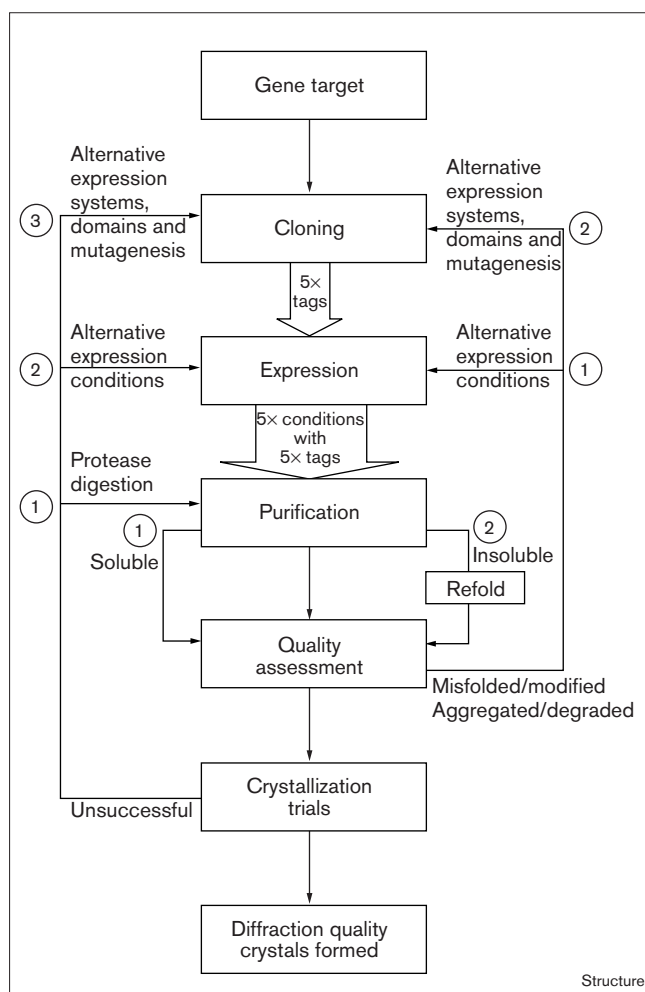 Gene target
Alternative
expression
systems,
domains and
mutagenesis
3
Cloning
Alternative
expression
systems,
domains and
mutagenesis
2
5×
tags
Alternative
expression
conditions
2
Expression
Alternative
expression
conditions
1
5× conditions
with
5× tags
Protease
digestion
1
Purification
1
Soluble
2
Insoluble
Refold
Quality
assessment
Misfolded/modified
Aggregated/degraded
Crystallization
trials
Unsuccessful
Diffraction quality
crystals formed
Structure